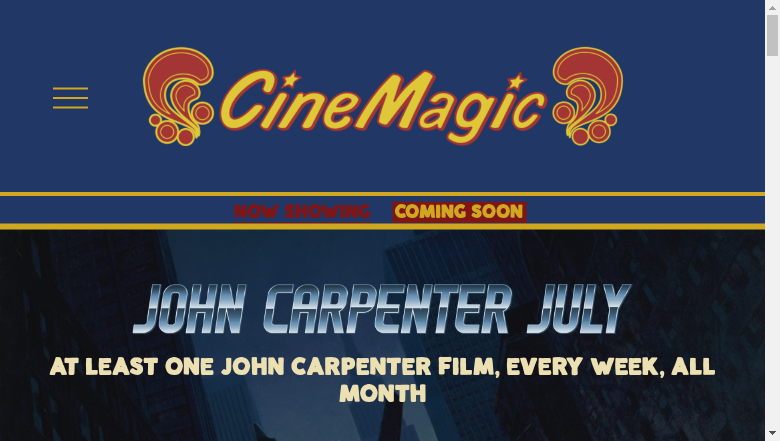 CineMagic
NOW SHOWING COMING SOON
JOHN CARPENTER JULY
AT LEAST ONE JOHN CARPENTER FILM, EVERY WEEK, ALL
MONTH